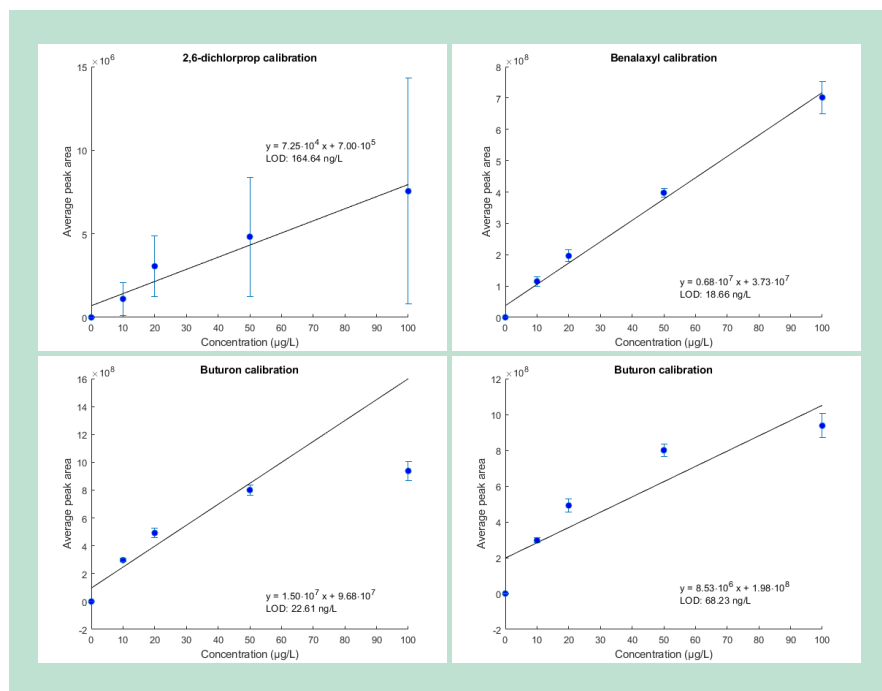 2,6-dichlorprop calibration
×10^6
15
10
5
0
Average peak area
y = 7.25·10^4 x + 7.00·10^5
LOD: 164.64 ng/L
0 10 20 30 40 50 60 70 80 90 100
Concentration (µg/L)
Benalaxyl calibration
×10^8
8
7
6
5
4
3
2
1
0
Average peak area
y = 0.68·10^7 x + 3.73·10^7
LOD: 18.66 ng/L
0 10 20 30 40 50 60 70 80 90 100
Concentration (µg/L)
Buturon calibration
×10^8
16
14
12
10
8
6
4
2
0
-2
Average peak area
y = 1.50·10^7 x + 9.68·10^7
LOD: 22.61 ng/L
0 10 20 30 40 50 60 70 80 90 100
Concentration (µg/L)
Buturon calibration
×10^8
12
10
8
6
4
2
0
-2
Average peak area
y = 8.53·10^6 x + 1.98·10^8
LOD: 68.23 ng/L
0 10 20 30 40 50 60 70 80 90 100
Concentration (µg/L)